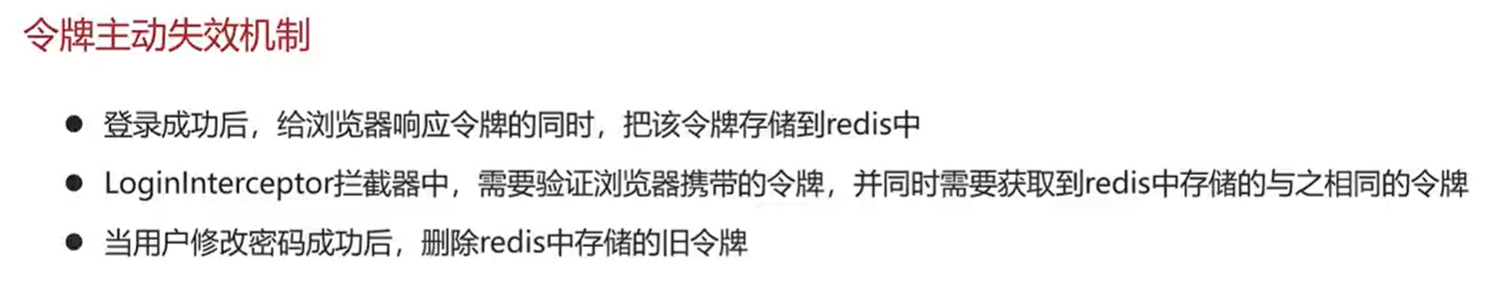 令牌主动失效机制
● 登录成功后，给浏览器响应令牌的同时，把该令牌存储到redis中
● LoginInterceptor拦截器中，需要验证浏览器携带的令牌，并同时需要获取到redis中存储的与之相同的令牌
● 当用户修改密码成功后，删除redis中存储的旧令牌